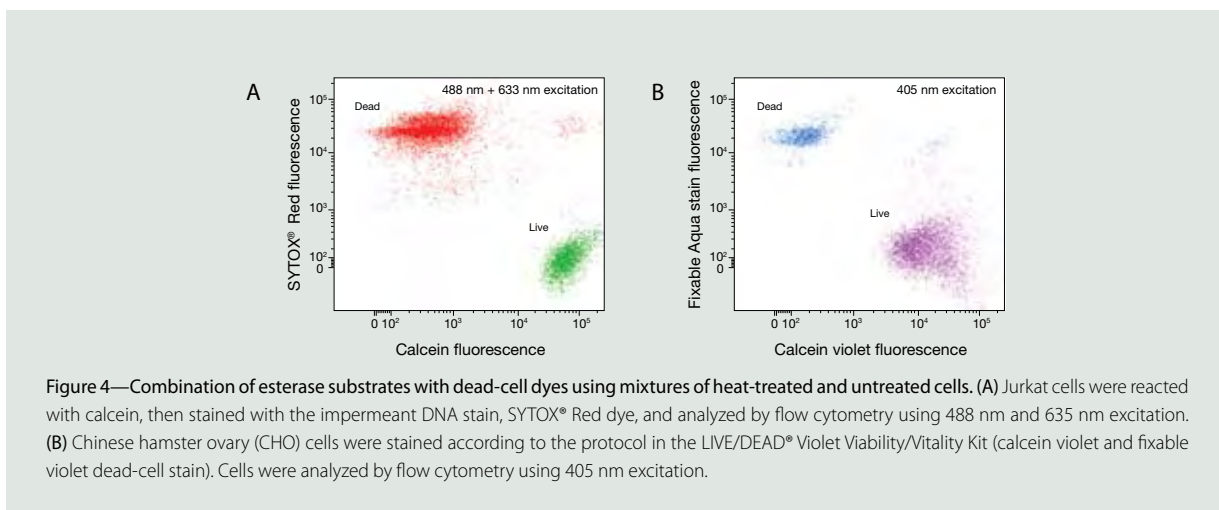 A
488 nm + 633 nm excitation
Dead
Live
10⁵
10⁴
10³
10²
0
SYTOX® Red fluorescence
0 10² 10³ 10⁴ 10⁵
Calcein fluorescence
B
405 nm excitation
Dead
Live
10⁵
10⁴
10³
10²
0
Fixable Aqua stain fluorescence
0 10² 10³ 10⁴ 10⁵
Calcein violet fluorescence
Figure 4—Combination of esterase substrates with dead-cell dyes using mixtures of heat-treated and untreated cells. (A) Jurkat cells were reacted
with calcein, then stained with the impermeant DNA stain, SYTOX® Red dye, and analyzed by flow cytometry using 488 nm and 635 nm excitation.
(B) Chinese hamster ovary (CHO) cells were stained according to the protocol in the LIVE/DEAD® Violet Viability/Vitality Kit (calcein violet and fixable
violet dead-cell stain). Cells were analyzed by flow cytometry using 405 nm excitation.